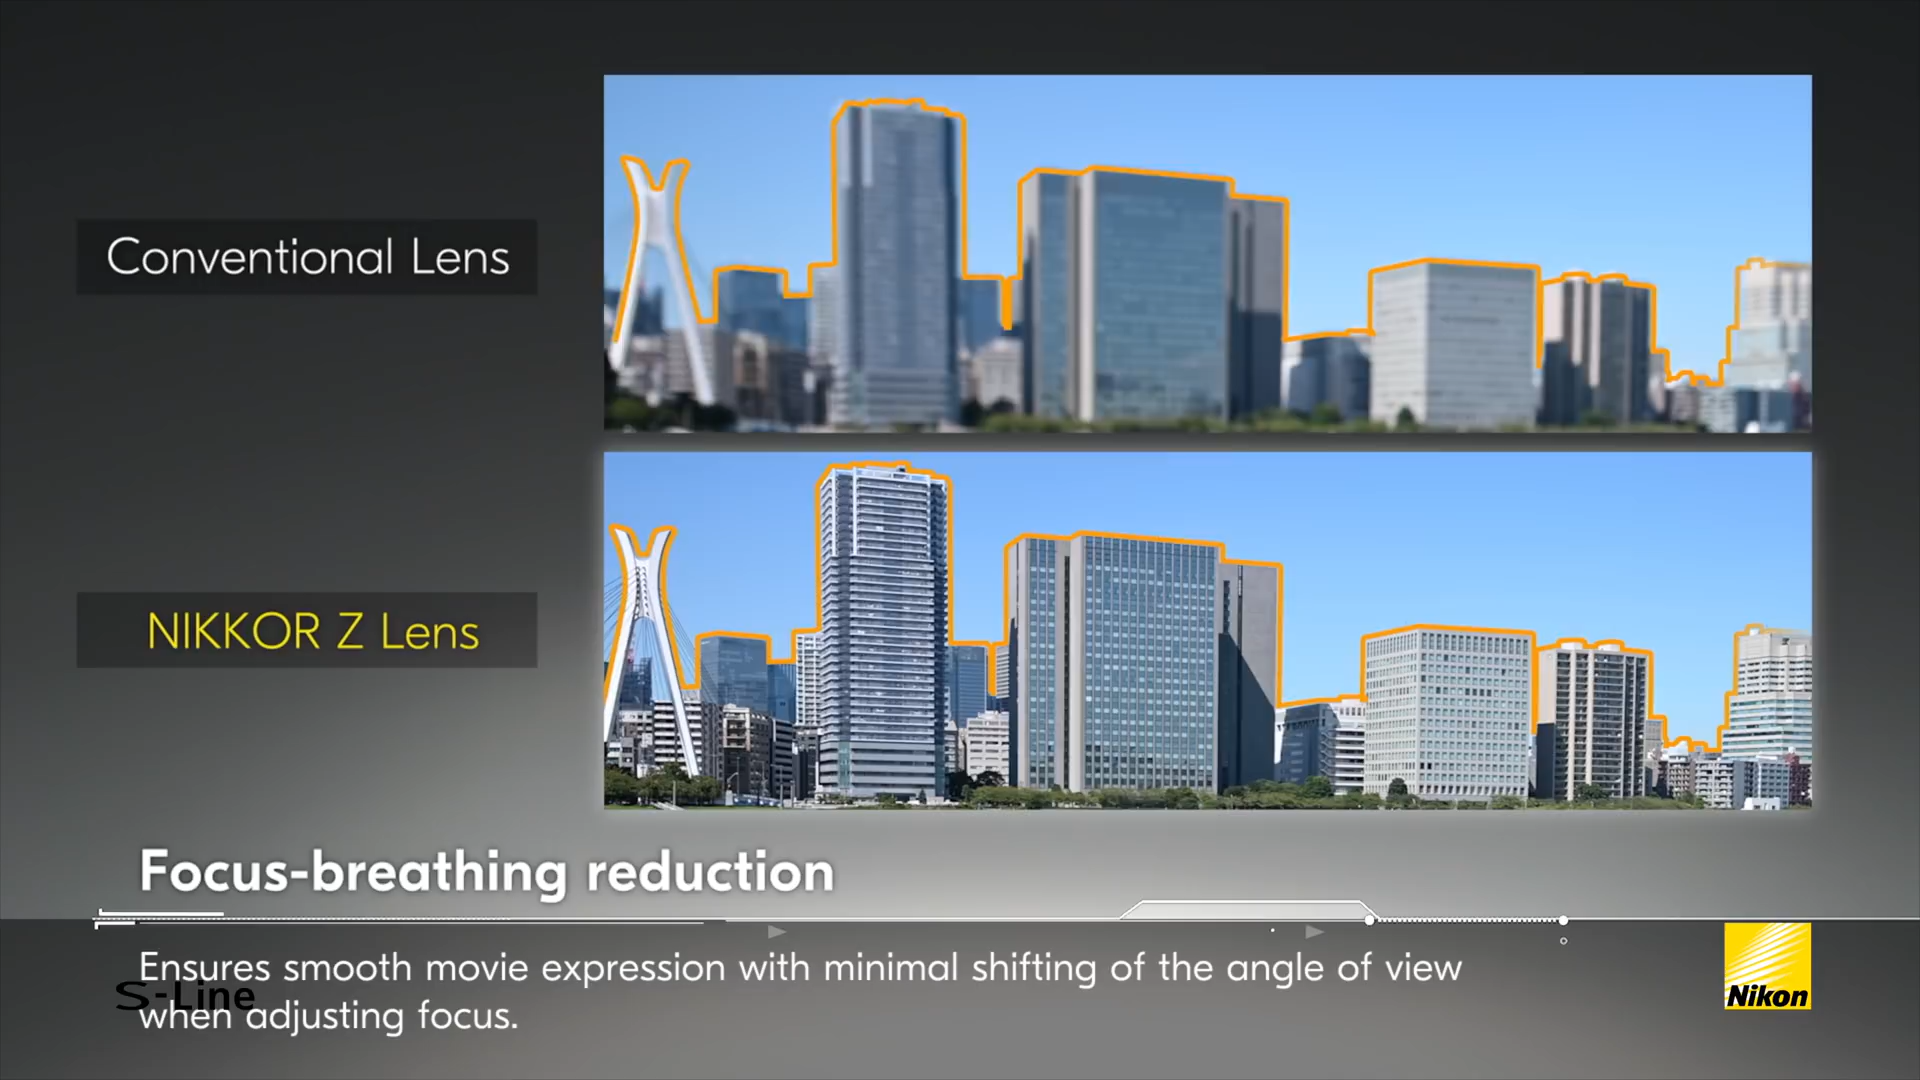 Conventional Lens
NIKKOR Z Lens
Focus-breathing reduction
Ensures smooth movie expression with minimal shifting of the angle of view
when adjusting focus.
S-Line
Nikon